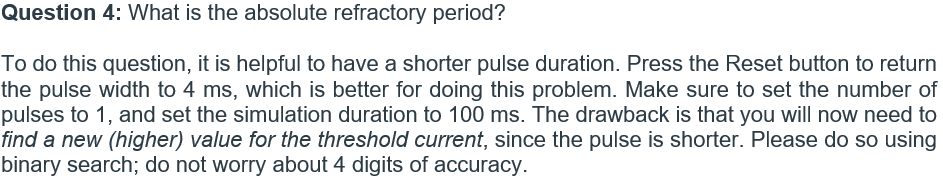 Question 4: What is the absolute refractory period?
To do this question, it is helpful to have a shorter pulse duration. Press the Reset button to return
the pulse width to 4 ms, which is better for doing this problem. Make sure to set the number of
pulses to 1, and set the simulation duration to 100 ms. The drawback is that you will now need to
find a new (higher) value for the threshold current, since the pulse is shorter. Please do so using
binary search; do not worry about 4 digits of accuracy.